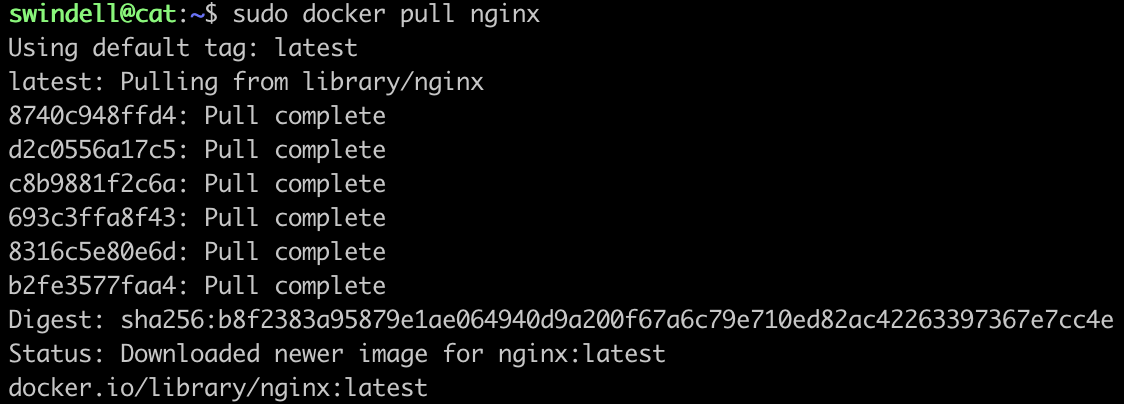 swindell@cat:~$ sudo docker pull nginx
Using default tag: latest
latest: Pulling from library/nginx
8740c948ffd4: Pull complete
d2c0556a17c5: Pull complete
c8b9881f2c6a: Pull complete
693c3ffa8f43: Pull complete
8316c5e80e6d: Pull complete
b2fe3577faa4: Pull complete
Digest: sha256:b8f2383a95879e1ae064940d9a200f67a6c79e710ed82ac42263397367e7cc4e
Status: Downloaded newer image for nginx:latest
docker.io/library/nginx:latest